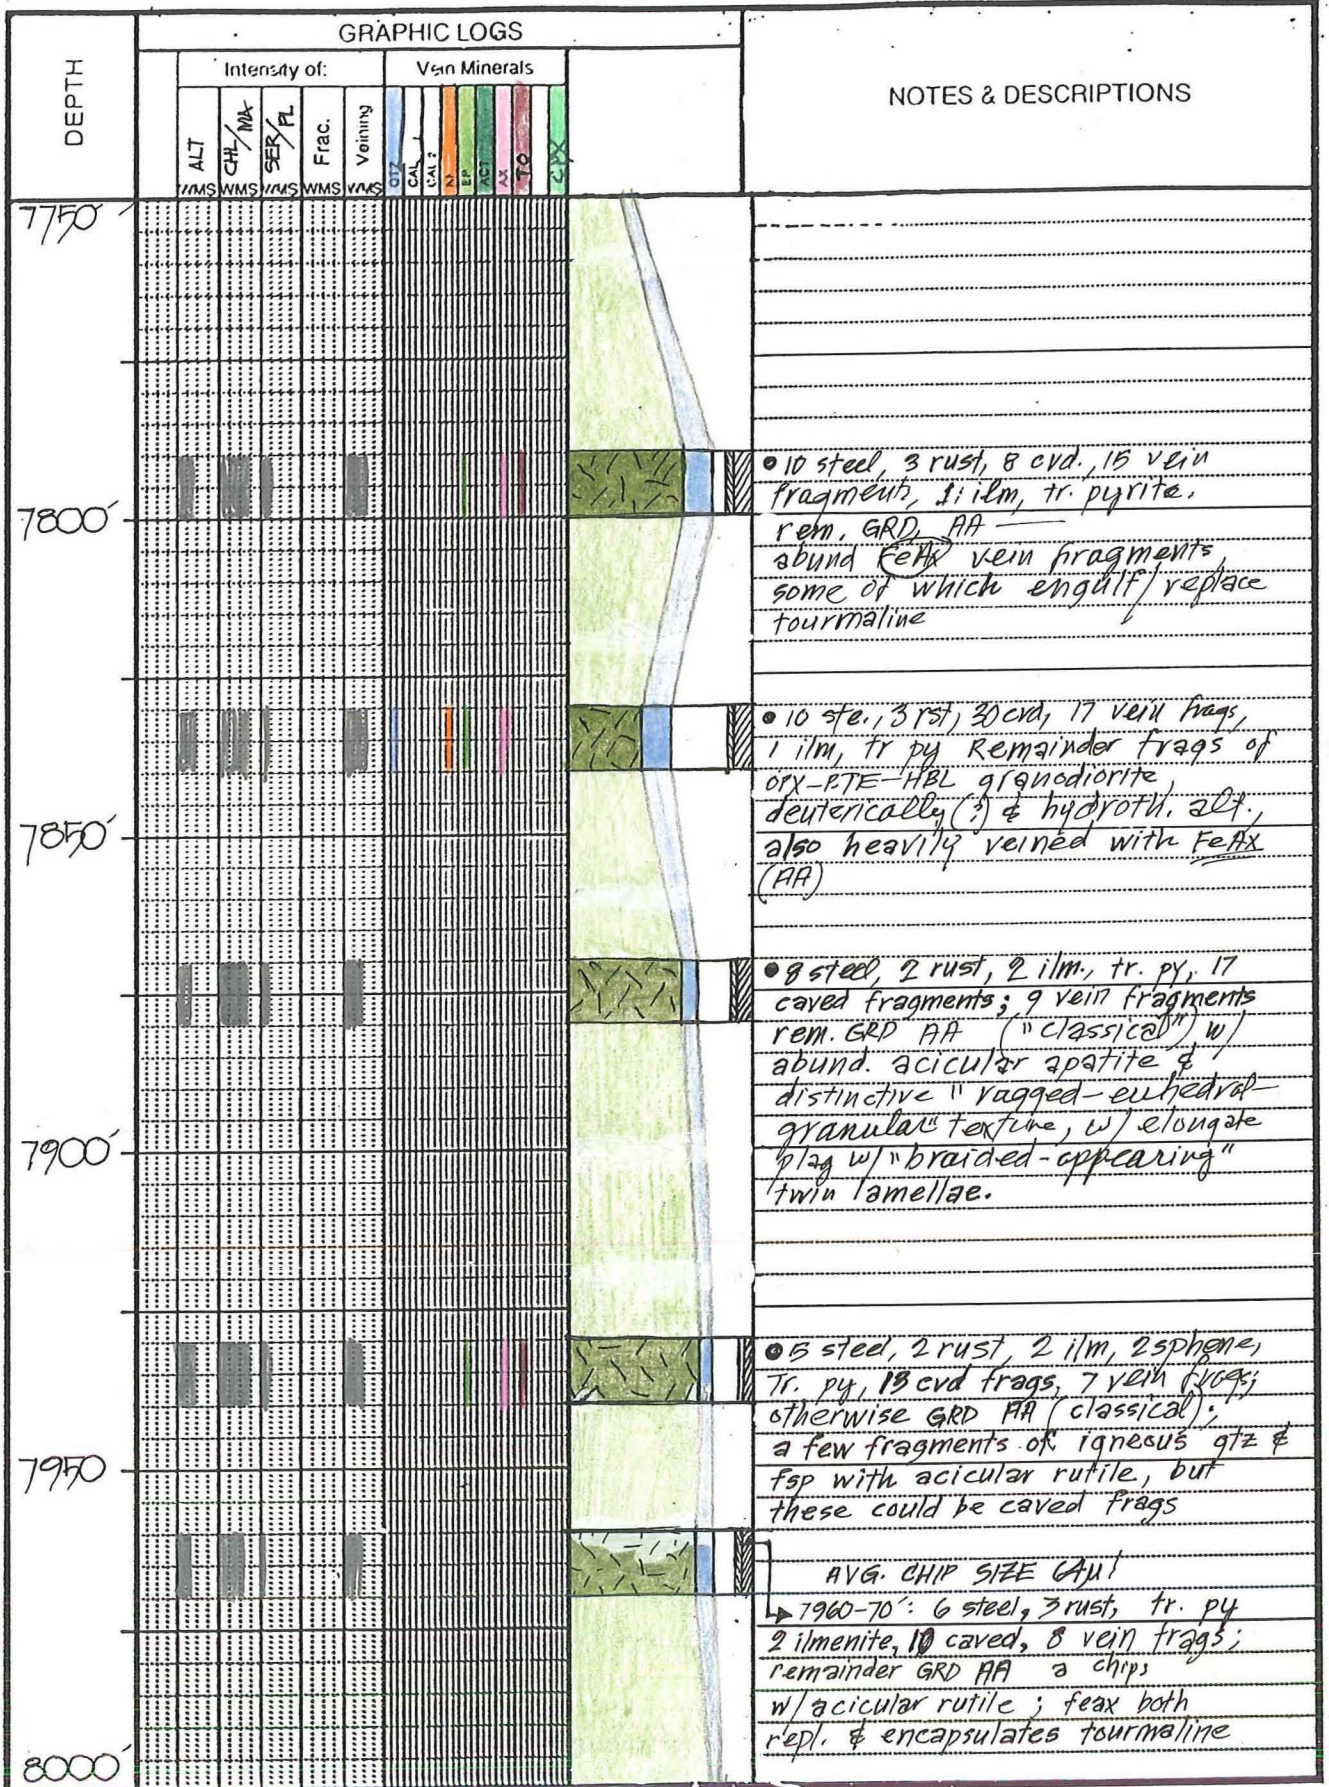 GRAPHIC LOGS
DEPTH
Intensity of:
Vein Minerals
NOTES & DESCRIPTIONS
ALT
CHL/MA
SER/PL
Frac.
Veining
QTZ
CAL
CAL 2
EP
ACT
AX
TO
CPX
WMS WMS WMS WMS WMS
7750'
• 10 steel, 3 rust, 8 cvd., 15 vein
fragments, 1 ilm, tr. pyrite.
7800'
rem. GRD, AA
abund FeAx vein fragments,
some of which engulf/replace
tourmaline
• 10 ste., 3 rst, 30 cvd, 17 vein frags,
1 ilm, tr py Remainder frags of
OPX-BTE-HBL granodiorite,
deuterically (?) & hydroth. alt.,
7850'
also heavily veined with FeAx
(AA)
• 8 steel, 2 rust, 2 ilm., tr. py, 17
caved fragments; 9 vein fragments
rem. GRD AA ("classical") w/
abund. acicular apatite &
distinctive "ragged-euhedral-
granular" texture, w/ elongate
7900'
plag w/ "braided-appearing"
twin lamellae.
• 5 steel, 2 rust, 2 ilm, 2 sphene,
Tr. py, 13 cvd frags, 7 vein frags;
otherwise GRD AA (classical);
a few fragments of igneous qtz &
7950
fsp with acicular rutile, but
these could be caved frags
AVG. CHIP SIZE
7960-70': 6 steel, 3 rust, tr. py
2 ilmenite, 10 caved, 8 vein frags;
remainder GRD AA a chips
w/ acicular rutile; feax both
repl. & encapsulates tourmaline
8000'